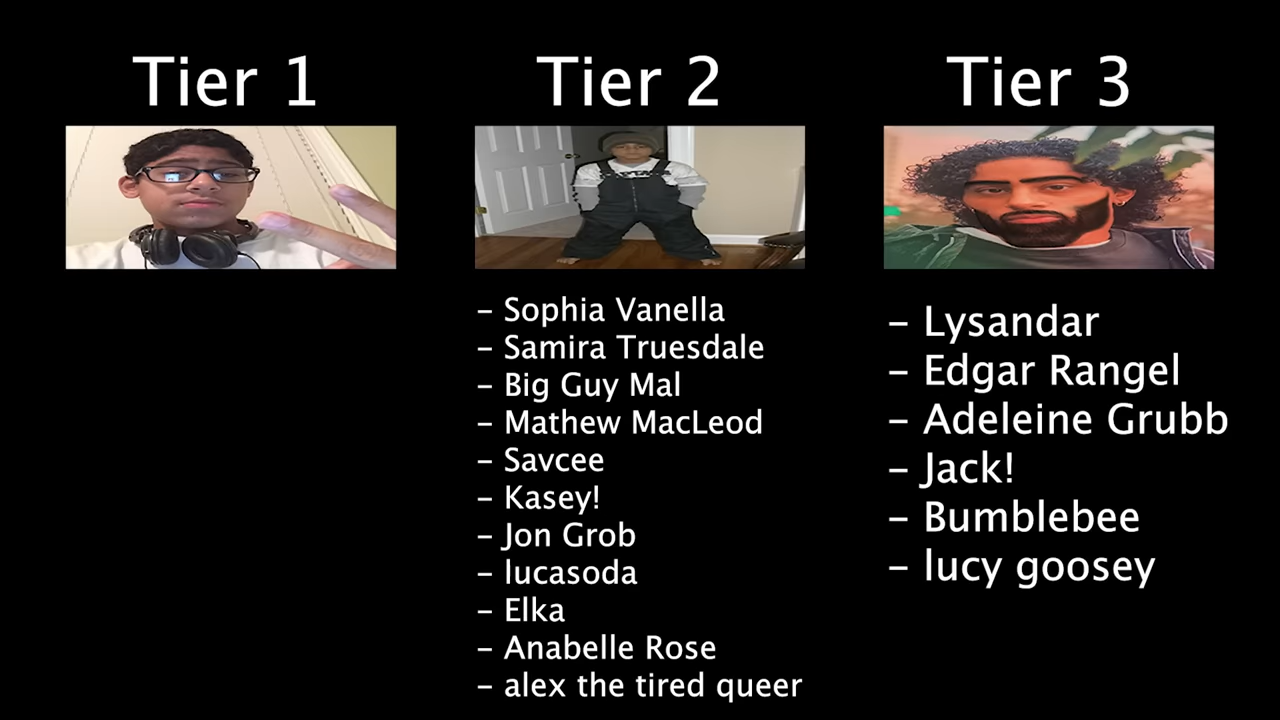 Tier 1
Tier 2
Tier 3
- Sophia Vanella
- Samira Truesdale
- Big Guy Mal
- Mathew MacLeod
- Savcee
- Kasey!
- Jon Grob
- lucasoda
- Elka
- Anabelle Rose
- alex the tired queer
- Lysandar
- Edgar Rangel
- Adeleine Grubb
- Jack!
- Bumblebee
- lucy goosey